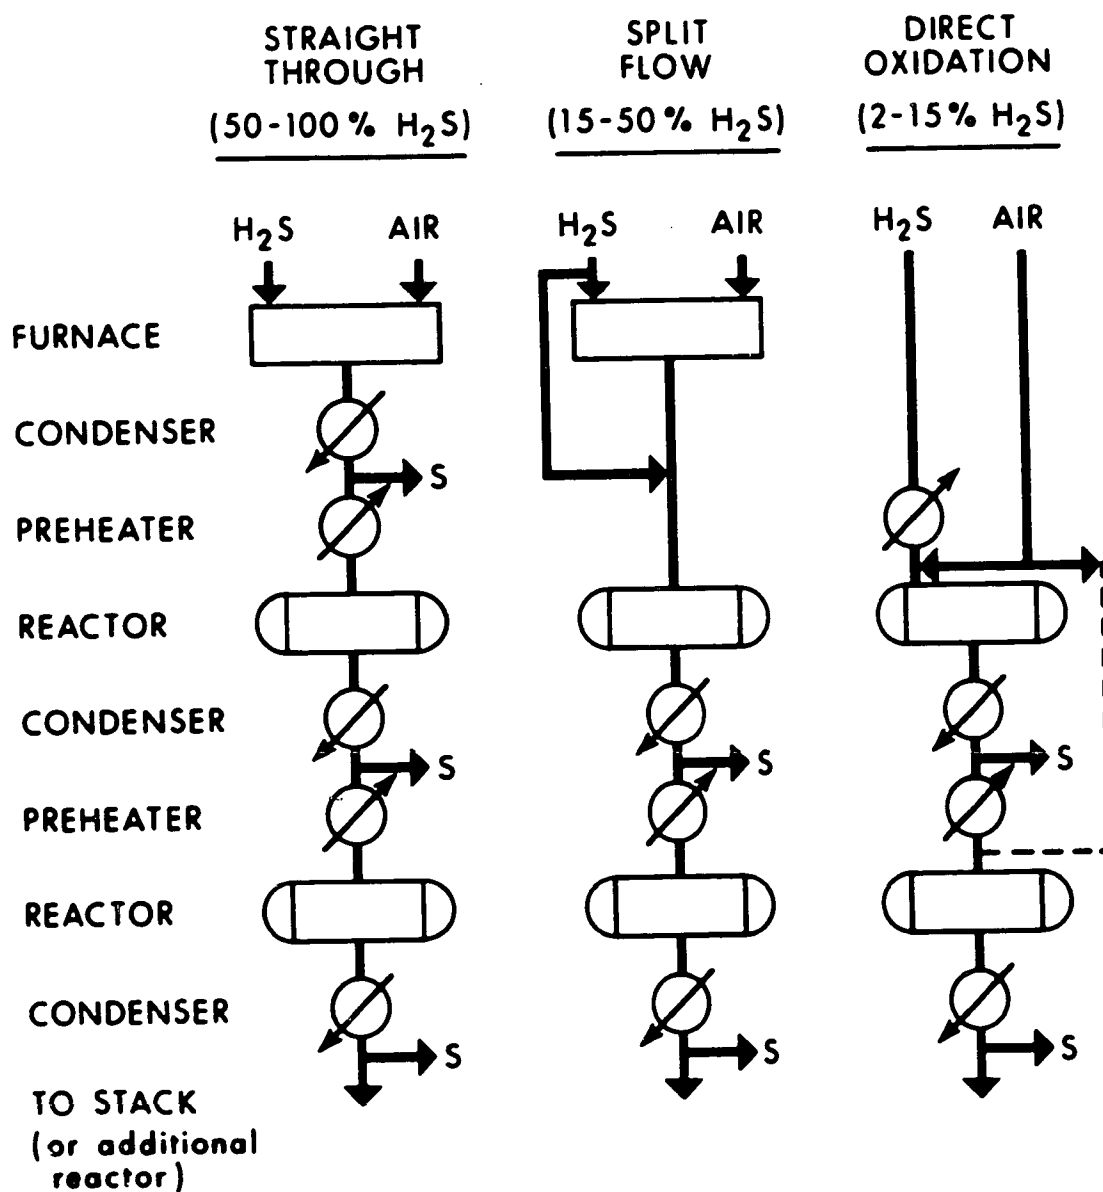 STRAIGHT
THROUGH
(50-100% H₂S)
SPLIT
FLOW
(15-50% H₂S)
DIRECT
OXIDATION
(2-15% H₂S)
H₂S AIR
H₂S AIR
H₂S AIR
FURNACE
CONDENSER
S
PREHEATER
REACTOR
CONDENSER
S S S
PREHEATER
REACTOR
CONDENSER
S S S
TO STACK
(or additional
reactor)